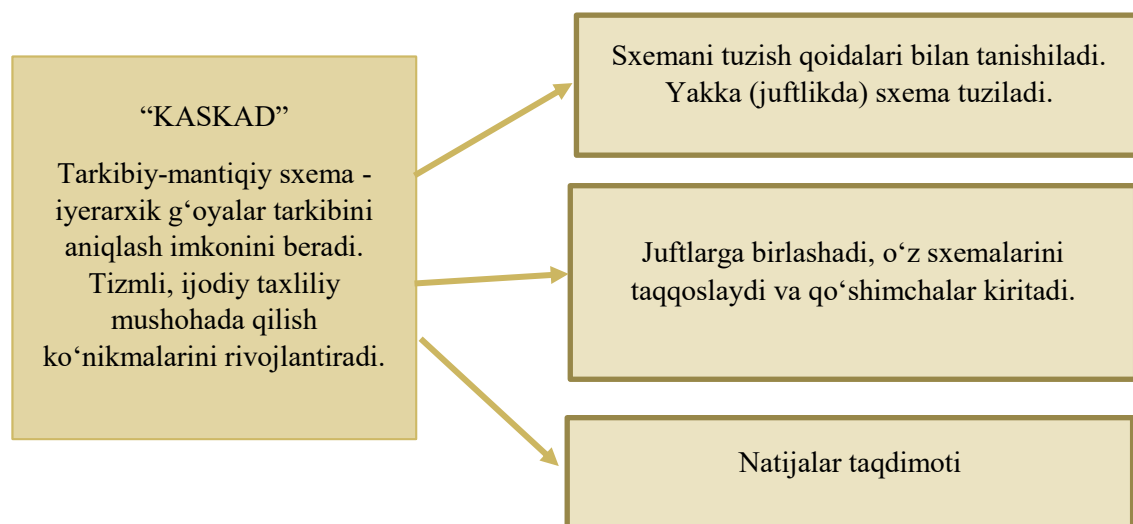 “KASKAD”
Tarkibiy-mantiqiy sxema -
iyerarxik g‘oyalar tarkibini
aniqlash imkonini beradi.
Tizmli, ijodiy taxliliy
mushohada qilish
ko‘nikmalarini rivojlantiradi.
Sxemani tuzish qoidalari bilan tanishiladi.
Yakka (juftlikda) sxema tuziladi.
Juftlarga birlashadi, o‘z sxemalarini
taqqoslaydi va qo‘shimchalar kiritadi.
Natijalar taqdimoti